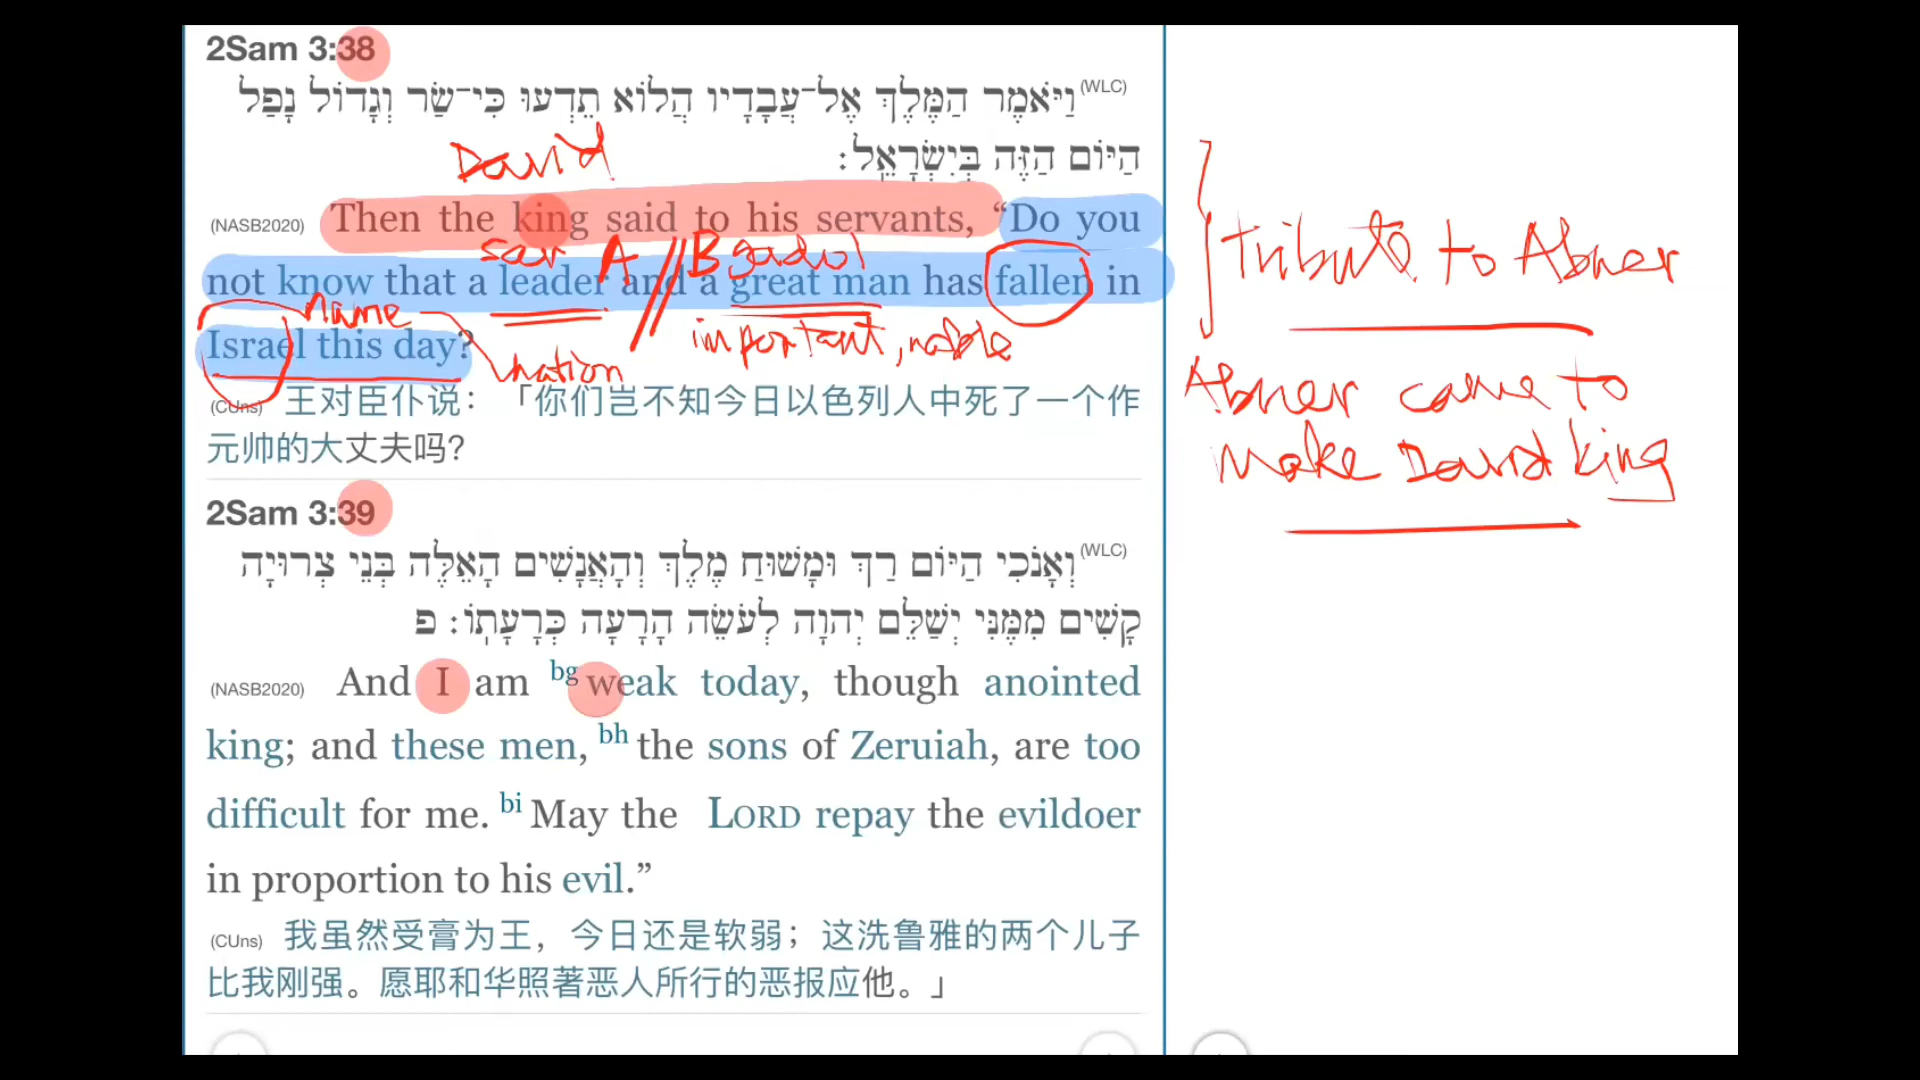 2Sam 3:38
(WLC) וַיֹּאמֶר הַמֶּלֶךְ אֶל־עֲבָדָיו הֲלוֹא תֵדְעוּ כִּי־שַׂר וְגָדוֹל נָפַל
הַיּוֹם הַזֶּה בְּיִשְׂרָאֵל׃
David
(NASB2020) Then the king said to his servants, “Do you
sar A // B gadol
not know that a leader and a great man has fallen in
name
important, noble
Israel this day?
nation
(CUns) 王对臣仆说：「你们岂不知今日以色列人中死了一个作
元帅的大丈夫吗？
2Sam 3:39
(WLC) וְאָנֹכִי הַיּוֹם רַךְ וּמָשׁוּחַ מֶלֶךְ וְהָאֲנָשִׁים הָאֵלֶּה בְּנֵי צְרוּיָה
קָשִׁים מִמֶּנִּי יְשַׁלֵּם יְהוָה לְעֹשֵׂה הָרָעָה כְּרָעָתוֹ׃ פ
(NASB2020) And I am bg weak today, though anointed
king; and these men, bh the sons of Zeruiah, are too
difficult for me. bi May the LORD repay the evildoer
in proportion to his evil.”
(CUns) 我虽然受膏为王，今日还是软弱；这洗鲁雅的两个儿子
比我刚强。愿耶和华照著恶人所行的恶报应他。」
Tribute to Abner
Abner came to
make David king